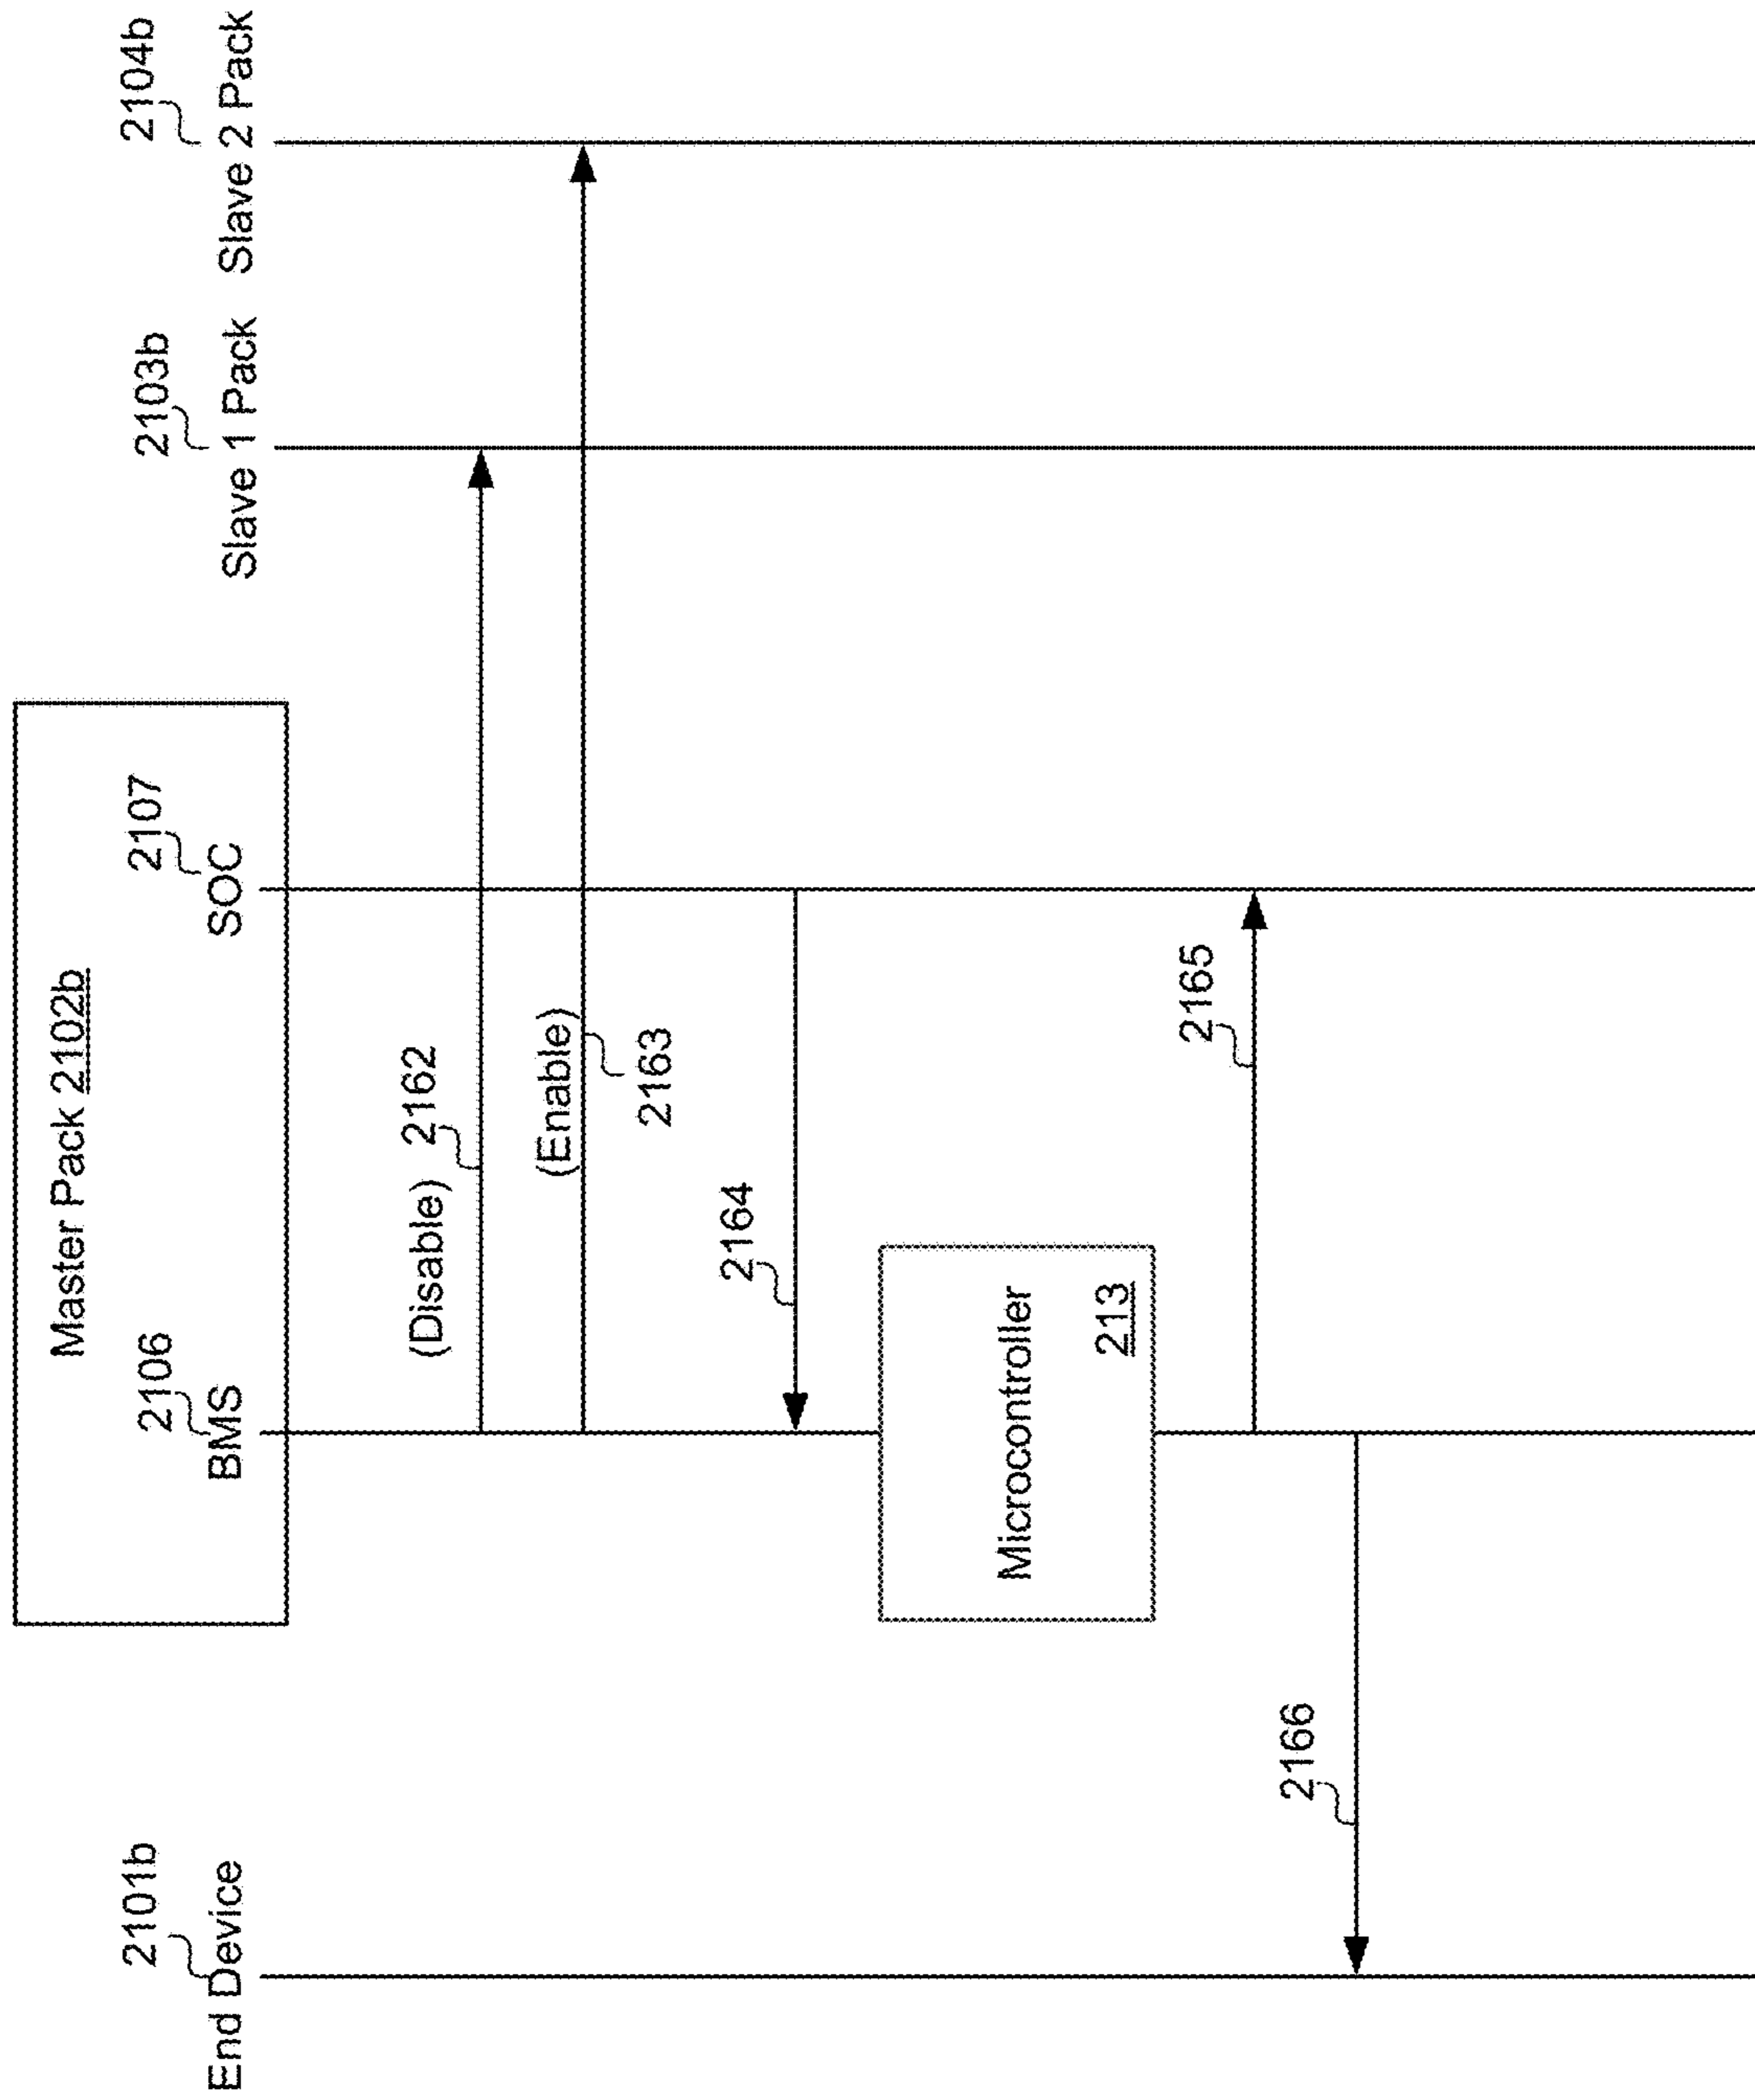 Master Pack 2102b
2101b
End Device
2106
BMS
2107
SOC
2103b
Slave 1 Pack
2104b
Slave 2 Pack
(Disable) 2162
(Enable)
2163
2164
Microcontroller
213
2165
2166